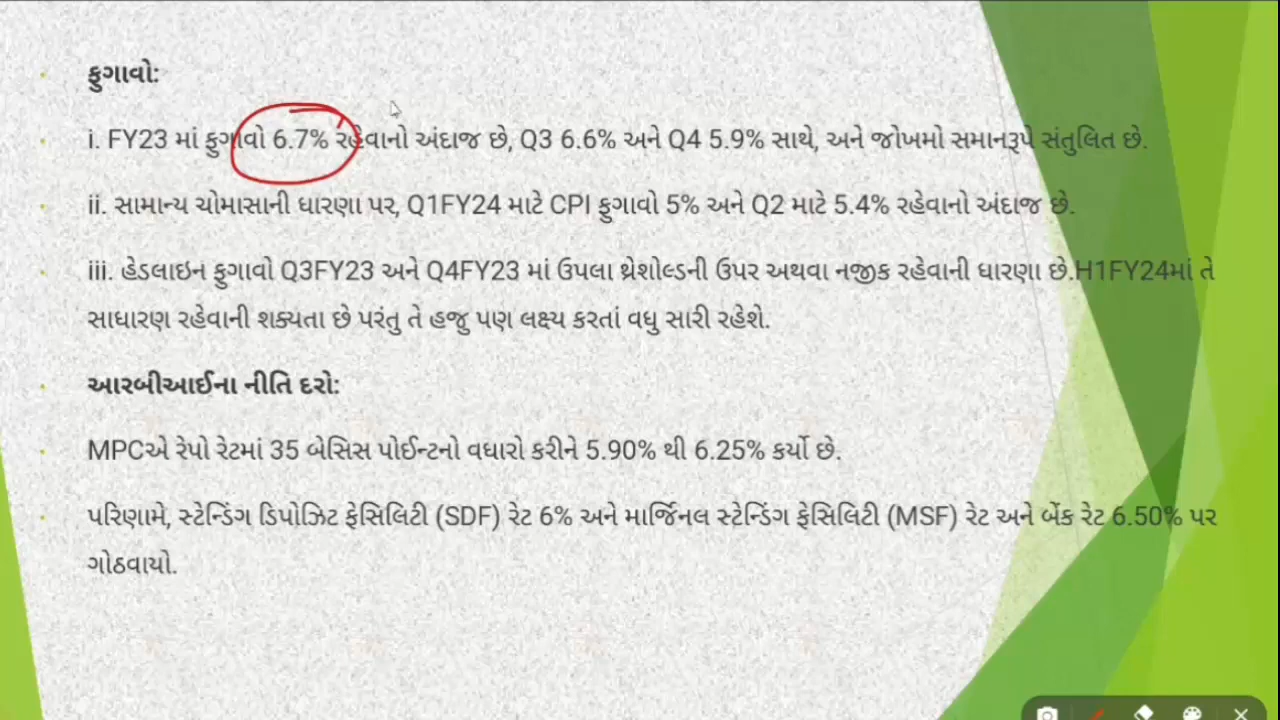 ફુગાવો:
i. FY23 માં ફુગાવો 6.7% રહેવાનો અંદાજ છે, Q3 6.6% અને Q4 5.9% સાથે, અને જોખમો સમાનરૂપે સંતુલિત છે.
ii. સામાન્ય ચોમાસાની ધારણા પર, Q1FY24 માટે CPI ફુગાવો 5% અને Q2 માટે 5.4% રહેવાનો અંદાજ છે.
iii. હેડલાઇન ફુગાવો Q3FY23 અને Q4FY23 માં ઉપલા થ્રેશોલ્ડની ઉપર અથવા નજીક રહેવાની ધારણા છે.H1FY24માં તે
સાધારણ રહેવાની શક્યતા છે પરંતુ તે હજુ પણ લક્ષ્ય કરતાં વધુ સારી રહેશે.
આરબીઆઈના નીતિ દરો:
MPCએ રેપો રેટમાં 35 બેસિસ પોઈન્ટનો વધારો કરીને 5.90% થી 6.25% કર્યો છે.
પરિણામે, સ્ટેન્ડિંગ ડિપોઝિટ ફેસિલિટી (SDF) રેટ 6% અને માર્જિનલ સ્ટેન્ડિંગ ફેસિલિટી (MSF) રેટ અને બેંક રેટ 6.50% પર
ગોઠવાયો.